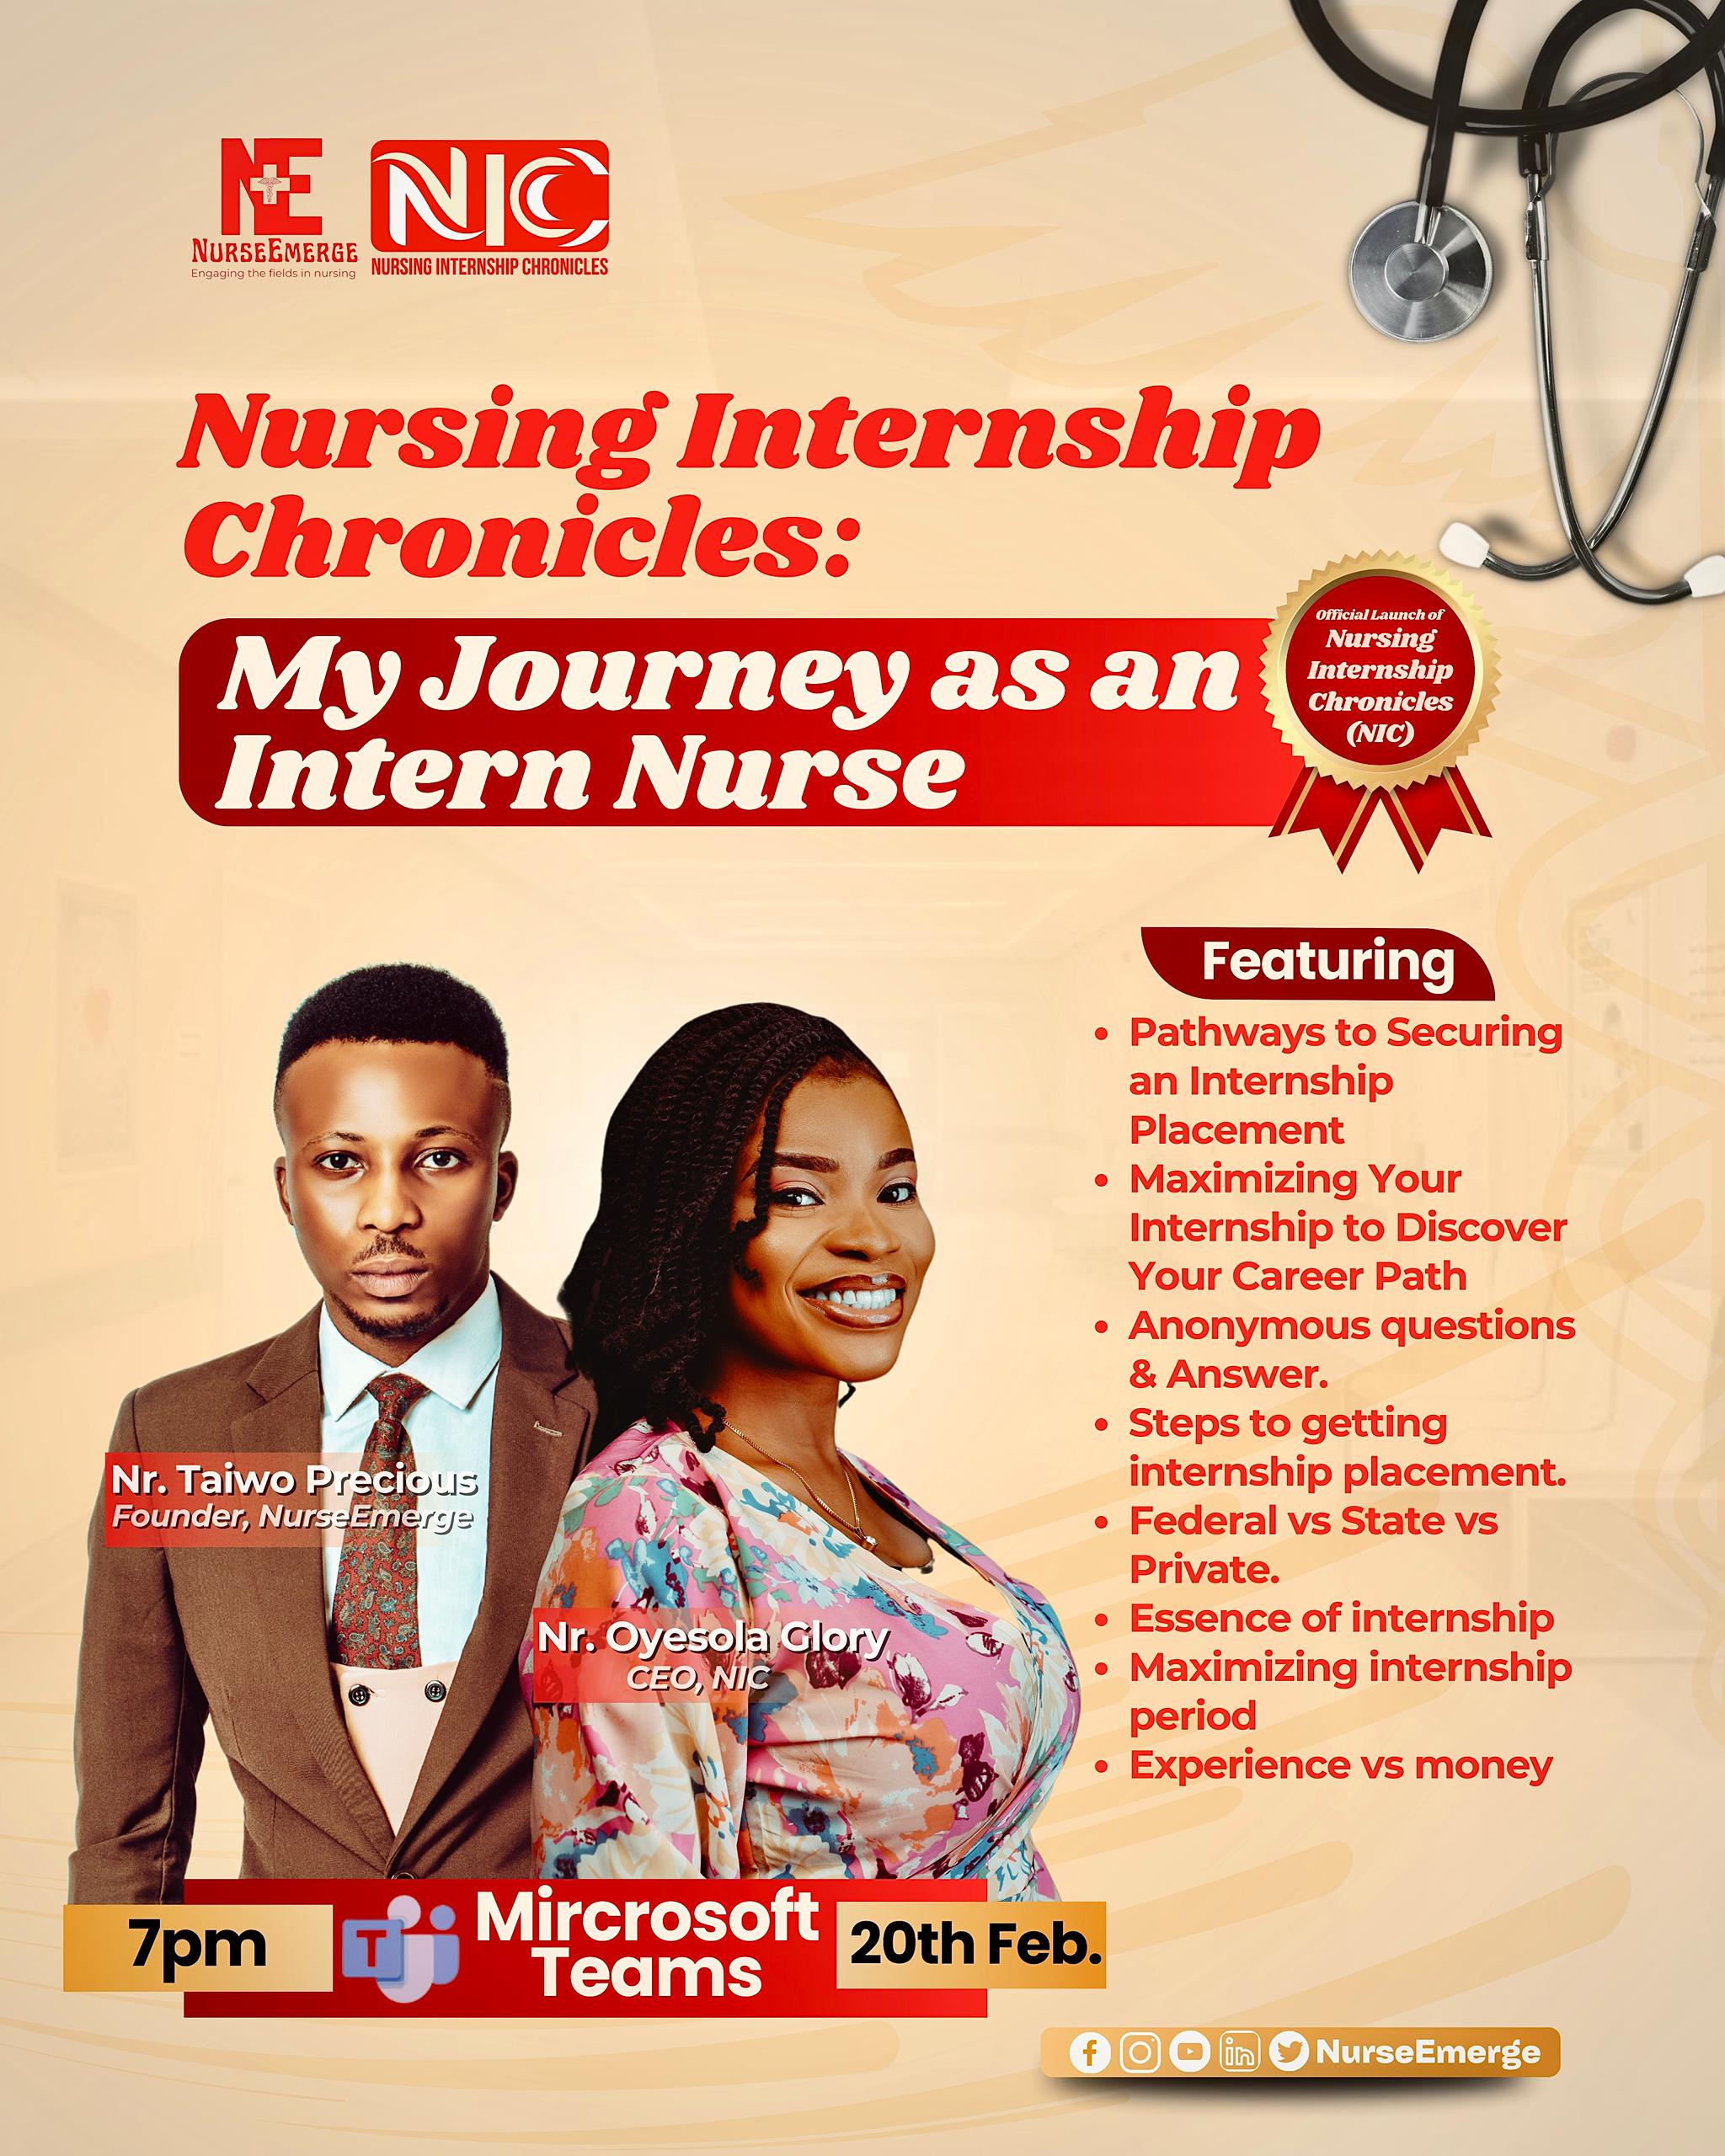 NE
NURSEEMERGE
Engaging the fields in nursing
NIC
NURSING INTERNSHIP CHRONICLES
Nursing Internship
Chronicles:
My Journey as an
Intern Nurse
Official Launch of
Nursing
Internship
Chronicles
(NIC)
Featuring
• Pathways to Securing
an Internship
Placement
• Maximizing Your
Internship to Discover
Your Career Path
• Anonymous questions
& Answer.
• Steps to getting
internship placement.
• Federal vs State vs
Private.
• Essence of internship
• Maximizing internship
period
• Experience vs money
Nr. Taiwo Precious
Founder, NurseEmerge
Nr. Oyesola Glory
CEO, NIC
7pm
T
Mircrosoft
Teams
20th Feb.
NurseEmerge